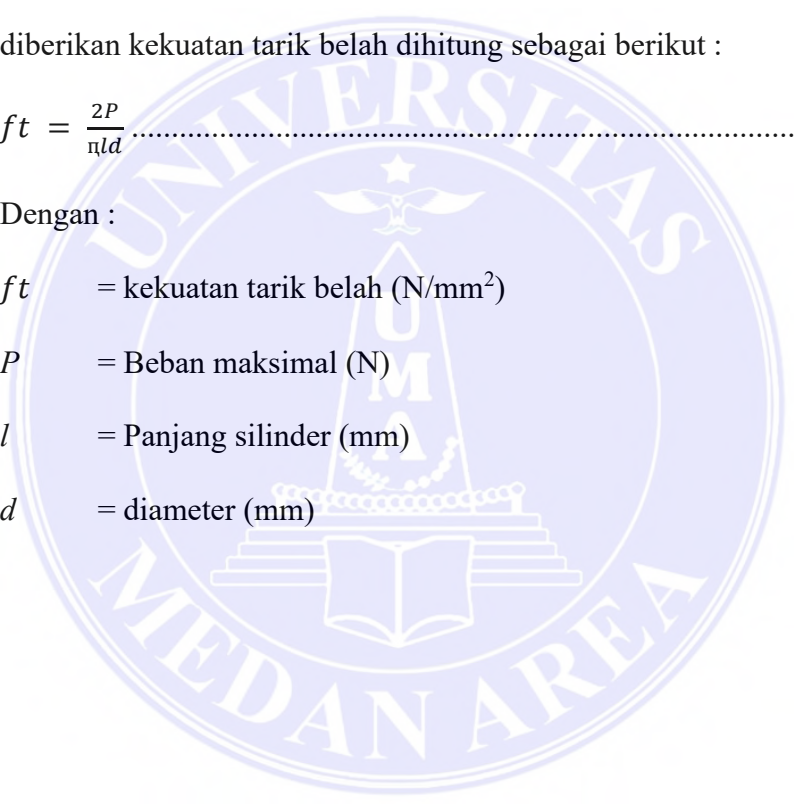 UNIVERSITAS
diberikan kekuatan tarik belah dihitung sebagai berikut :
ft = 2P/πld ...................................................................................
Dengan :
ft = kekuatan tarik belah (N/mm²)
P = Beban maksimal (N)
l = Panjang silinder (mm)
d = diameter (mm)
UMA
MEDAN AREA